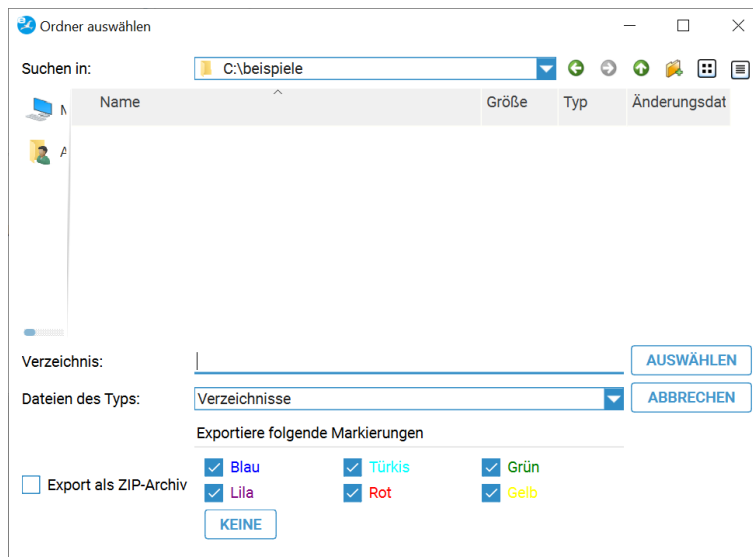 Ordner auswählen
Suchen in: C:\beispiele
Name Größe Typ Änderungsdat
Verzeichnis: AUSWÄHLEN
Dateien des Typs: Verzeichnisse ABBRECHEN
Exportiere folgende Markierungen
Blau Türkis Grün
Export als ZIP-Archiv
Lila Rot Gelb
KEINE